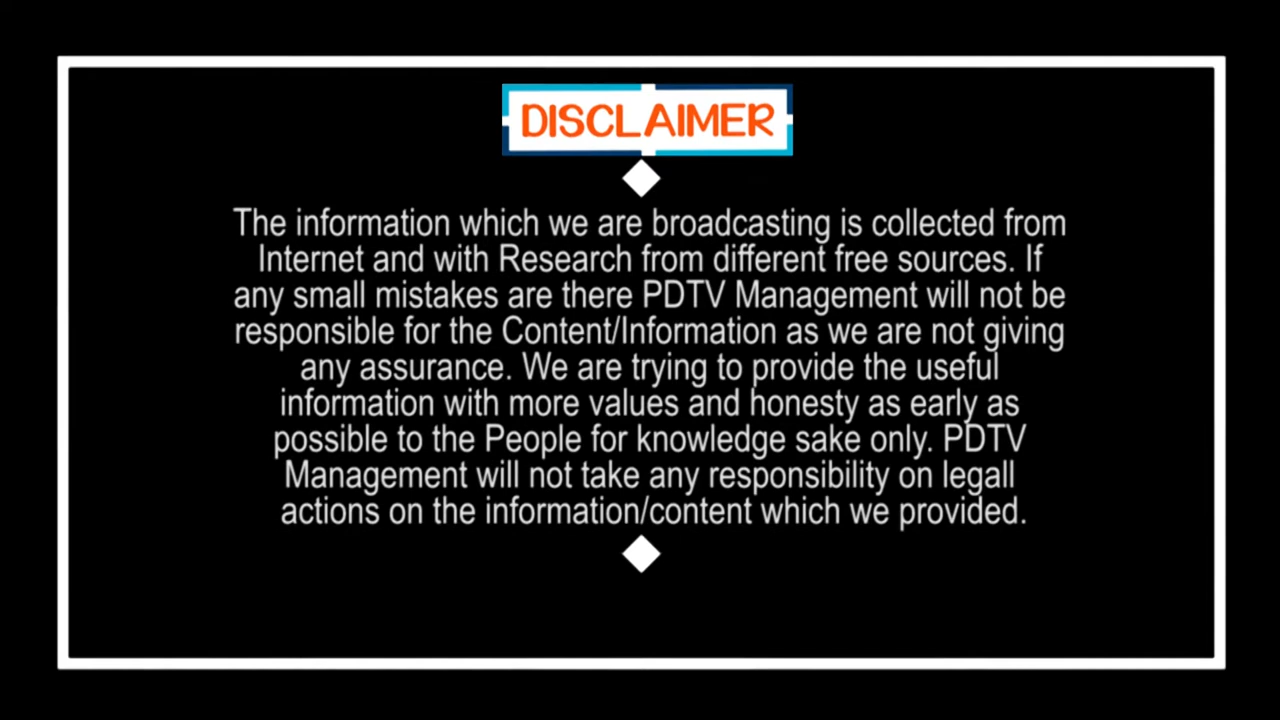 DISCLAIMER
The information which we are broadcasting is collected from
Internet and with Research from different free sources. If
any small mistakes are there PDTV Management will not be
responsible for the Content/Information as we are not giving
any assurance. We are trying to provide the useful
information with more values and honesty as early as
possible to the People for knowledge sake only. PDTV
Management will not take any responsibility on legall
actions on the information/content which we provided.